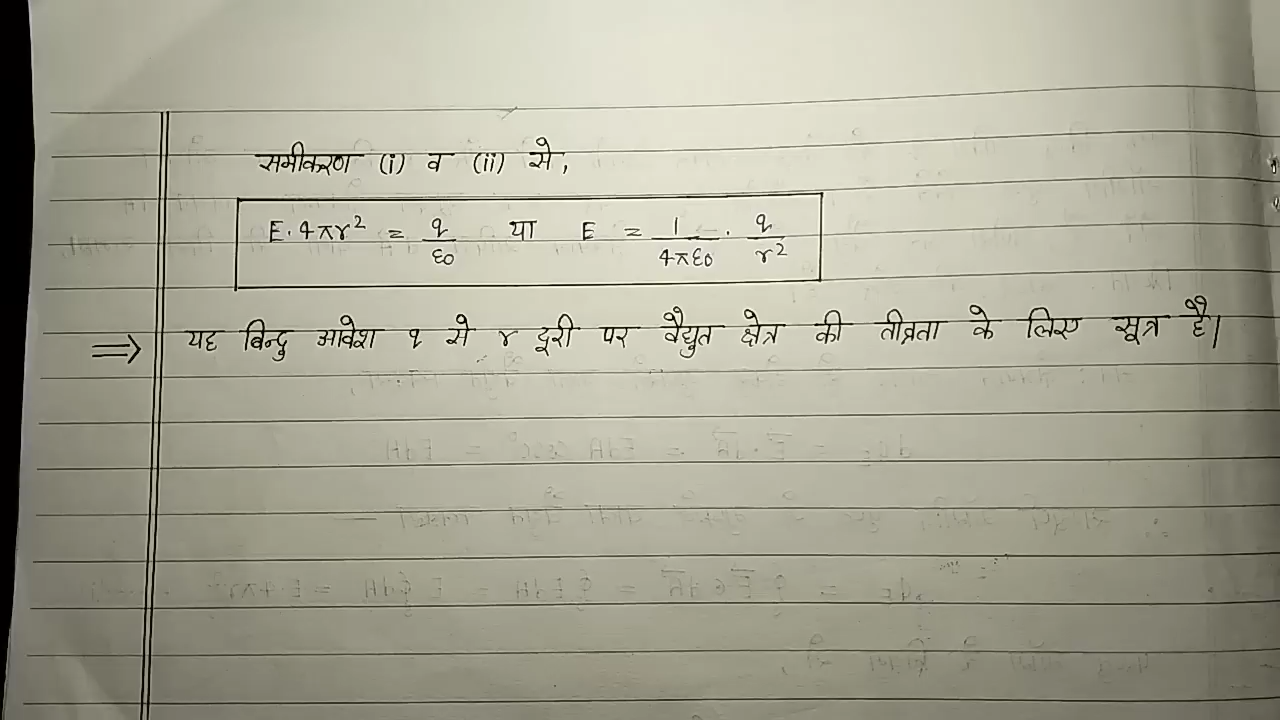 समीकरण (i) व (ii) से,
E. 4πr² = q/ε0 या E = 1/4πε0 . q/r²
⇒ यह बिन्दु आवेश q से r दूरी पर वैद्युत क्षेत्र की तीव्रता के लिए सूत्र है।